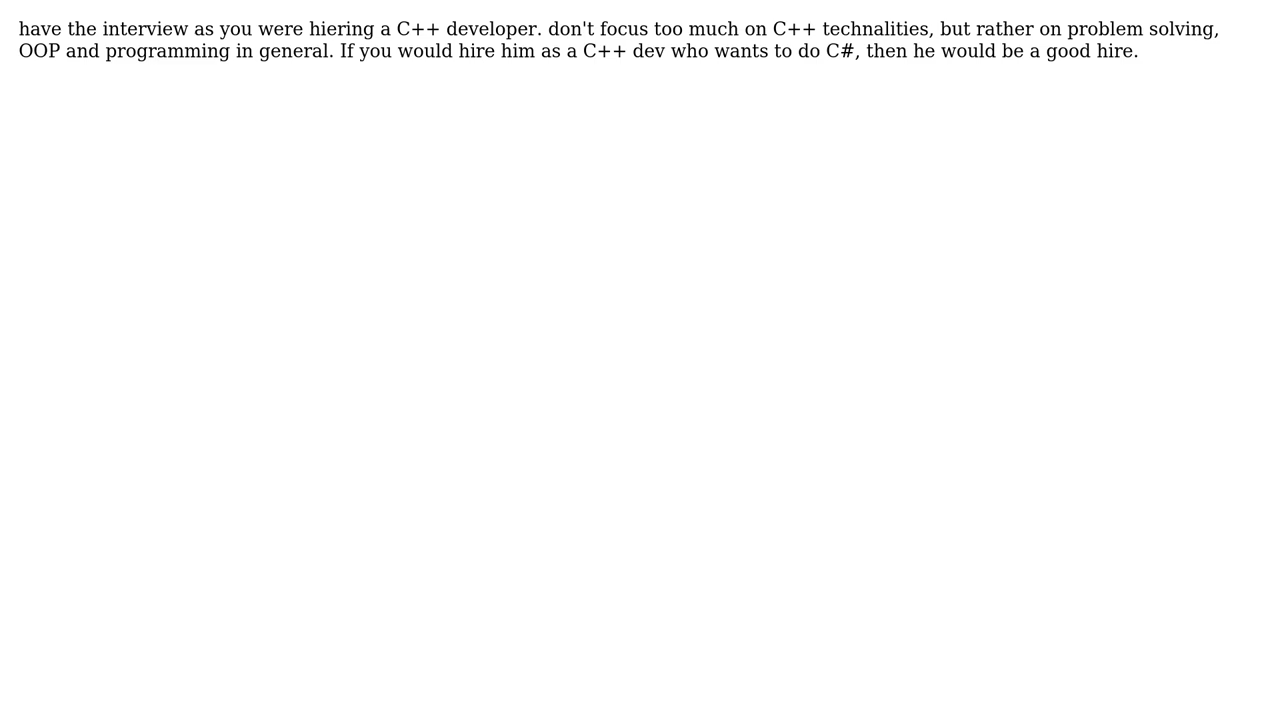 have the interview as you were hiering a C++ developer. don't focus too much on C++ technalities, but rather on problem solving,
OOP and programming in general. If you would hire him as a C++ dev who wants to do C#, then he would be a good hire.